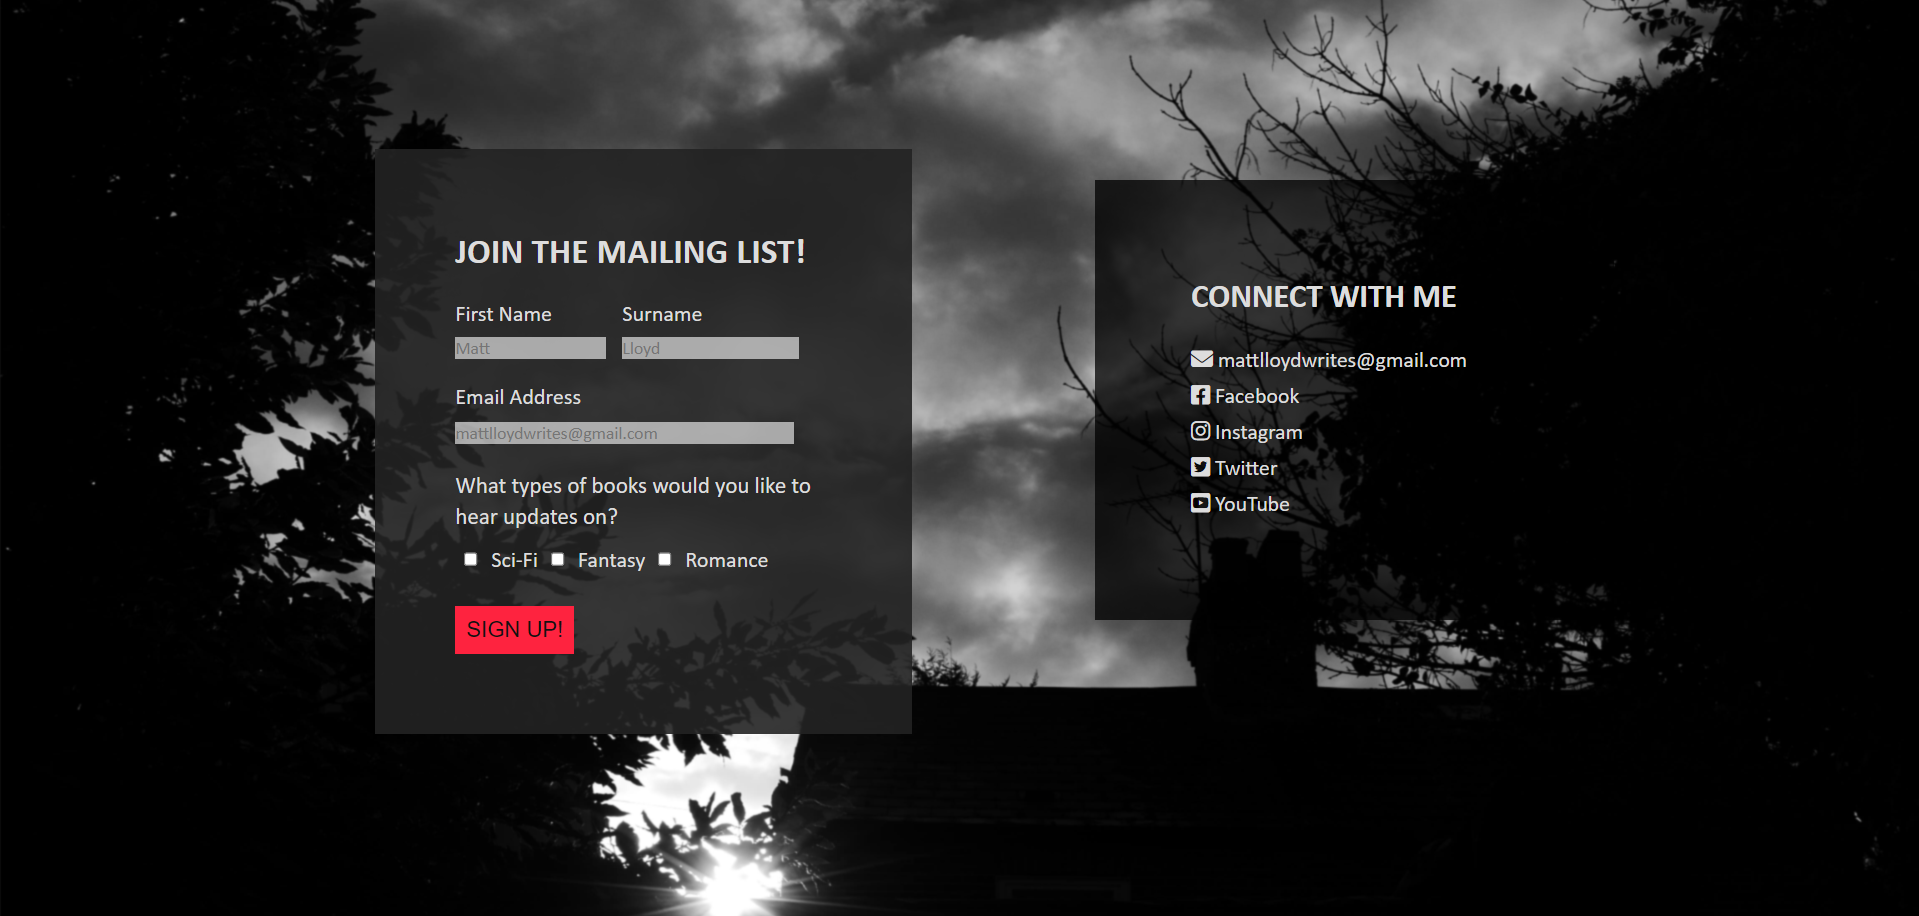 JOIN THE MAILING LIST!
First Name Surname
Matt Lloyd
Email Address
mattlloydwrites@gmail.com
What types of books would you like to
hear updates on?
Sci-Fi Fantasy Romance
SIGN UP!
CONNECT WITH ME
mattlloydwrites@gmail.com
Facebook
Instagram
Twitter
YouTube